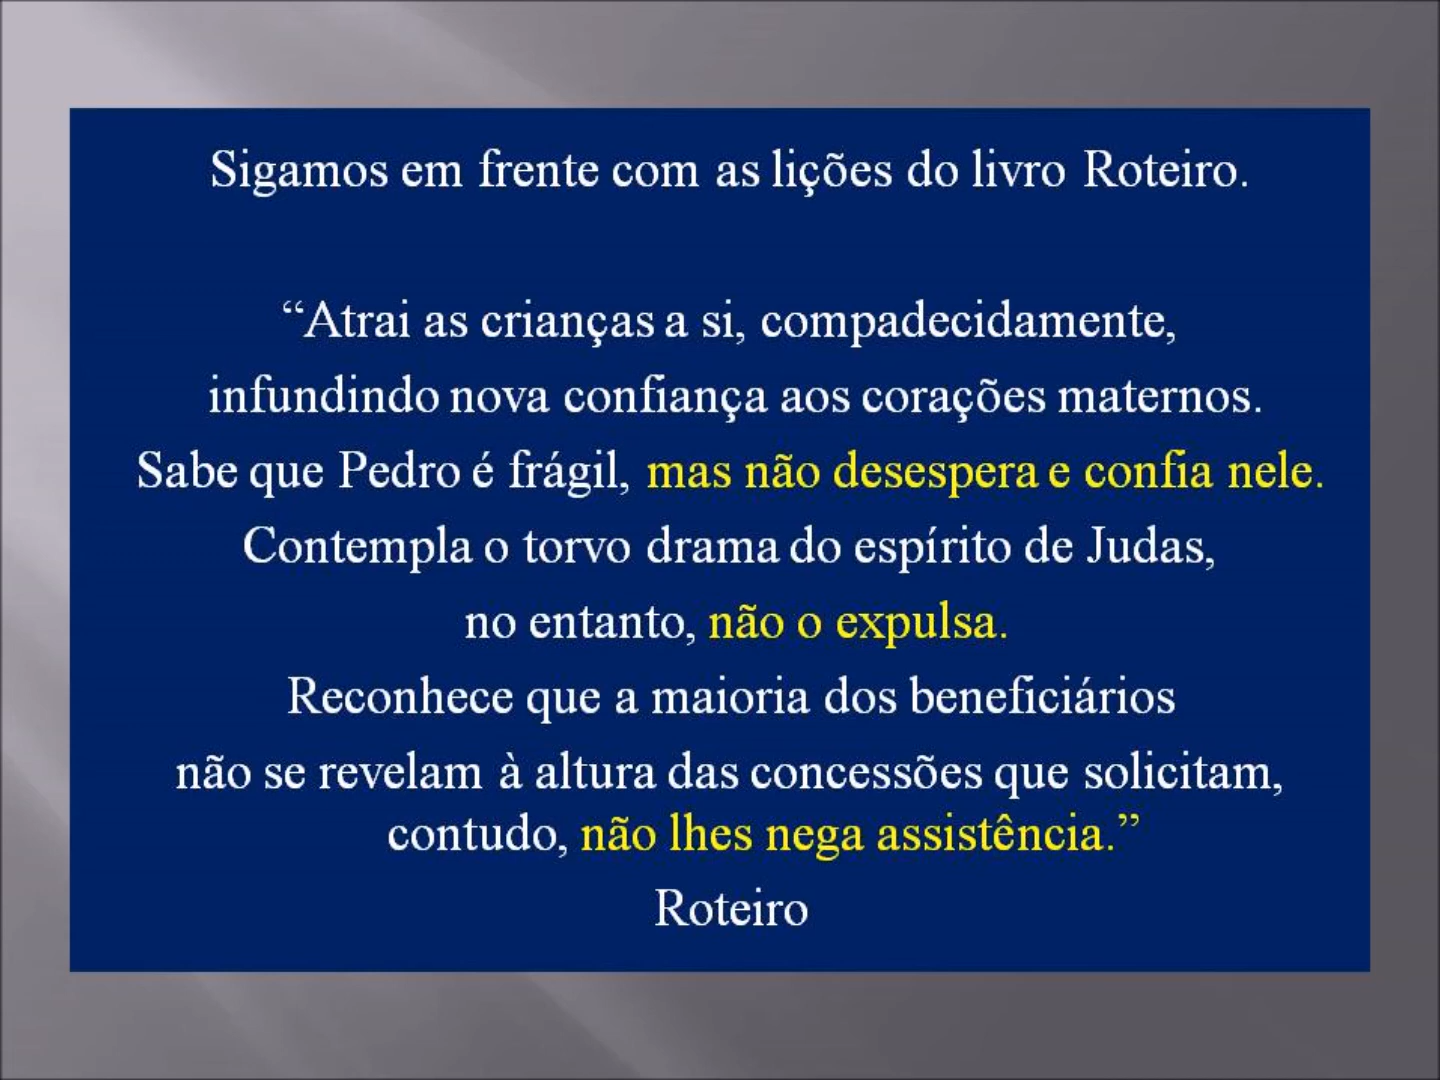 Sigamos em frente com as lições do livro Roteiro.
“Atrai as crianças a si, compadecidamente,
infundindo nova confiança aos corações maternos.
Sabe que Pedro é frágil, mas não desespera e confia nele.
Contempla o torvo drama do espírito de Judas,
no entanto, não o expulsa.
Reconhece que a maioria dos beneficiários
não se revelam à altura das concessões que solicitam,
contudo, não lhes nega assistência.”
Roteiro